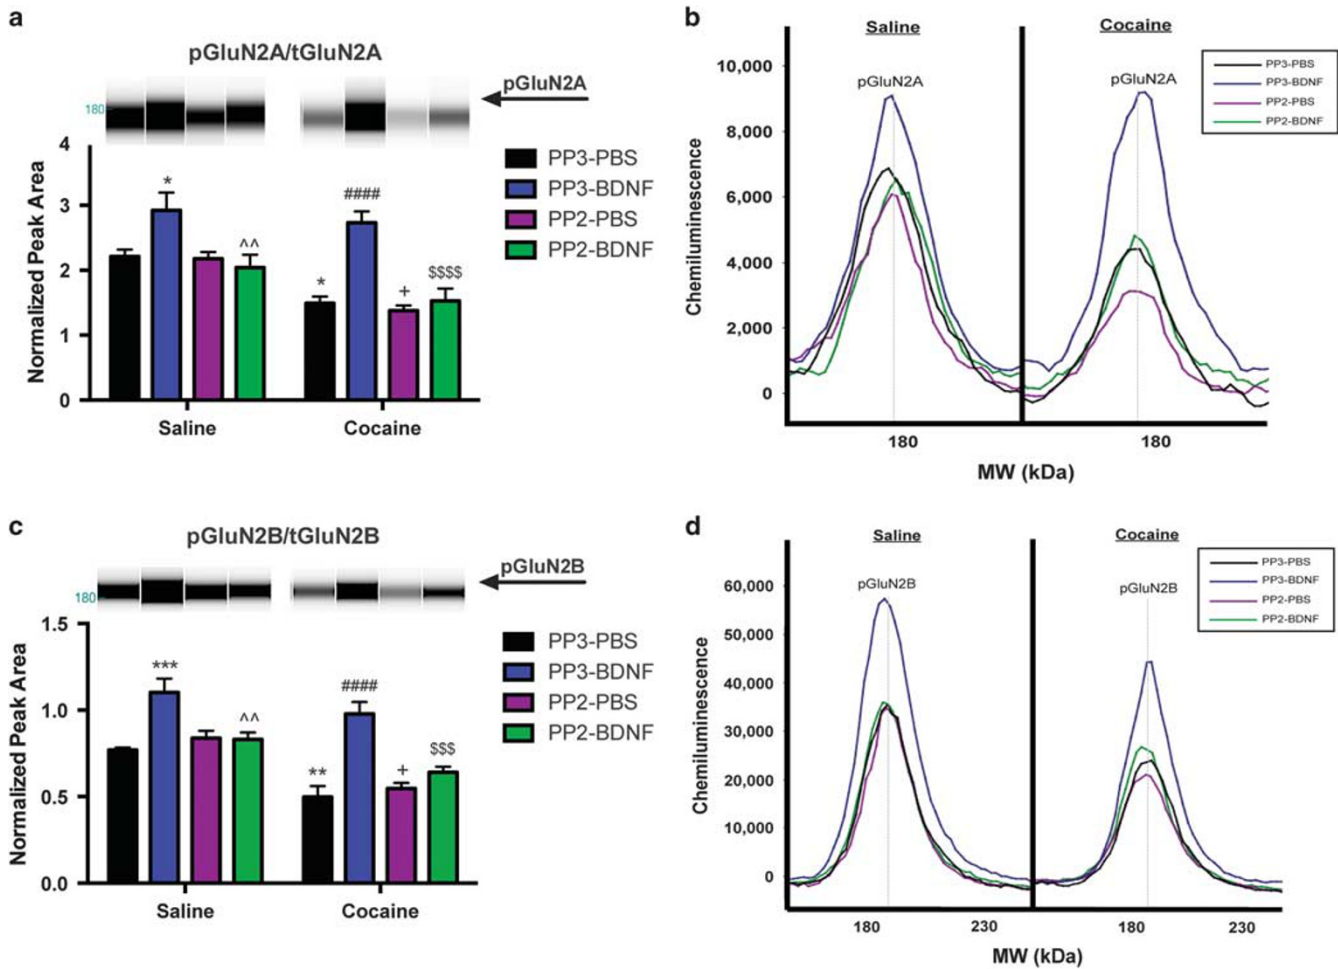 a
pGluN2A/tGluN2A
pGluN2A
180
4
3
2
1
0
Normalized Peak Area
*
^^
####
*
+
$$$$
Saline
Cocaine
PP3-PBS
PP3-BDNF
PP2-PBS
PP2-BDNF
b
Saline
Cocaine
pGluN2A
pGluN2A
PP3-PBS
PP3-BDNF
PP2-PBS
PP2-BDNF
10,000
8,000
6,000
4,000
2,000
0
Chemiluminescence
180
180
MW (kDa)
c
pGluN2B/tGluN2B
pGluN2B
180
1.5
1.0
0.5
0.0
Normalized Peak Area
***
^^
####
**
+
$$$
Saline
Cocaine
PP3-PBS
PP3-BDNF
PP2-PBS
PP2-BDNF
d
Saline
Cocaine
pGluN2B
pGluN2B
PP3-PBS
PP3-BDNF
PP2-PBS
PP2-BDNF
60,000
50,000
40,000
30,000
20,000
10,000
0
Chemiluminescence
180
230
180
230
MW (kDa)